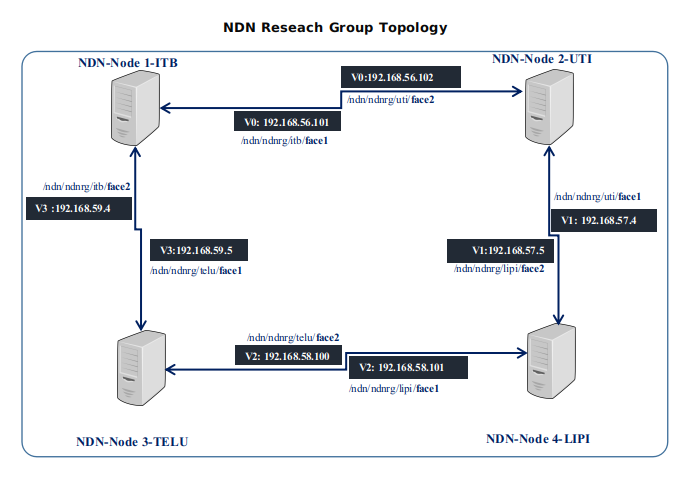 NDN Reseach Group Topology
NDN-Node 1-ITB
NDN-Node 2-UTI
V0:192.168.56.102
/ndn/ndnrg/uti/face2
V0: 192.168.56.101
/ndn/ndnrg/itb/face1
/ndn/ndnrg/itb/face2
V3 :192.168.59.4
/ndn/ndnrg/uti/face1
V1: 192.168.57.4
V3:192.168.59.5
/ndn/ndnrg/telu/face1
V1:192.168.57.5
/ndn/ndnrg/lipi/face2
/ndn/ndnrg/telu/face2
V2: 192.168.58.100
V2: 192.168.58.101
/ndn/ndnrg/lipi/face1
NDN-Node 3-TELU
NDN-Node 4-LIPI